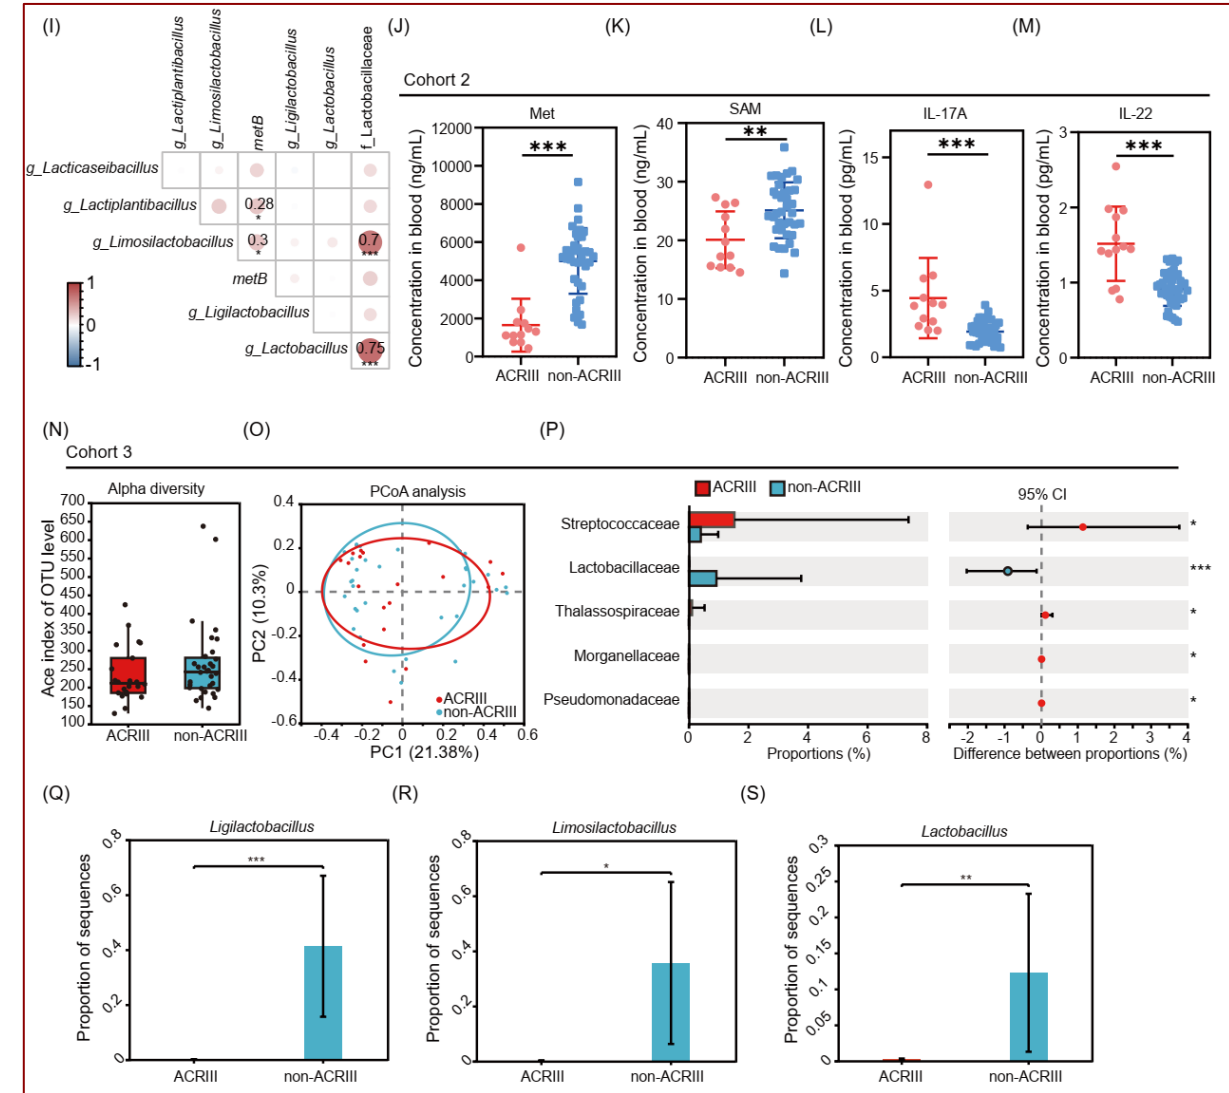 (I)
(J)
(K)
(L)
(M)
g_Lactiplantibacillus
g_Limosilactobacillus
metB
g_Ligilactobacillus
g_Lactobacillus
f_Lactobacillaceae
g_Lacticaseibacillus
g_Lactiplantibacillus
0.28
*
g_Limosilactobacillus
0.3
*
0.7
***
metB
g_Ligilactobacillus
g_Lactobacillus
0.75
***
1
0
-1
Cohort 2
Met
***
Concentration in blood (ng/mL)
12000
10000
8000
6000
4000
2000
0
ACRIII non-ACRIII
SAM
**
Concentration in blood (ng/mL)
40
30
20
10
0
ACRIII non-ACRIII
IL-17A
***
Concentration in blood (pg/mL)
15
10
5
0
ACRIII non-ACRIII
IL-22
***
Concentration in blood (pg/mL)
3
2
1
0
ACRIII non-ACRIII
(N)
(O)
(P)
Cohort 3
Alpha diversity
Ace index of OTU level
700
650
600
550
500
450
400
350
300
250
200
150
100
ACRIII non-ACRIII
PCoA analysis
PC2 (10.3%)
0.4
0.2
0
-0.2
-0.4
-0.6
ACRIII
non-ACRIII
-0.4 -0.2 0 0.2 0.4 0.6
PC1 (21.38%)
ACRIII non-ACRIII
95% CI
Streptococcaceae
*
Lactobacillaceae
***
Thalassospiraceae
*
Morganellaceae
*
Pseudomonadaceae
*
0 2 4 6 8
Proportions (%)
-2 -1 0 1 2 3 4
Difference between proportions (%)
(Q)
(R)
(S)
Ligilactobacillus
***
Proportion of sequences
0.8
0.6
0.4
0.2
0
ACRIII non-ACRIII
Limosilactobacillus
*
Proportion of sequences
0.8
0.6
0.4
0.2
0
ACRIII non-ACRIII
Lactobacillus
**
Proportion of sequences
0.3
0.25
0.2
0.15
0.1
0.05
0
ACRIII non-ACRIII